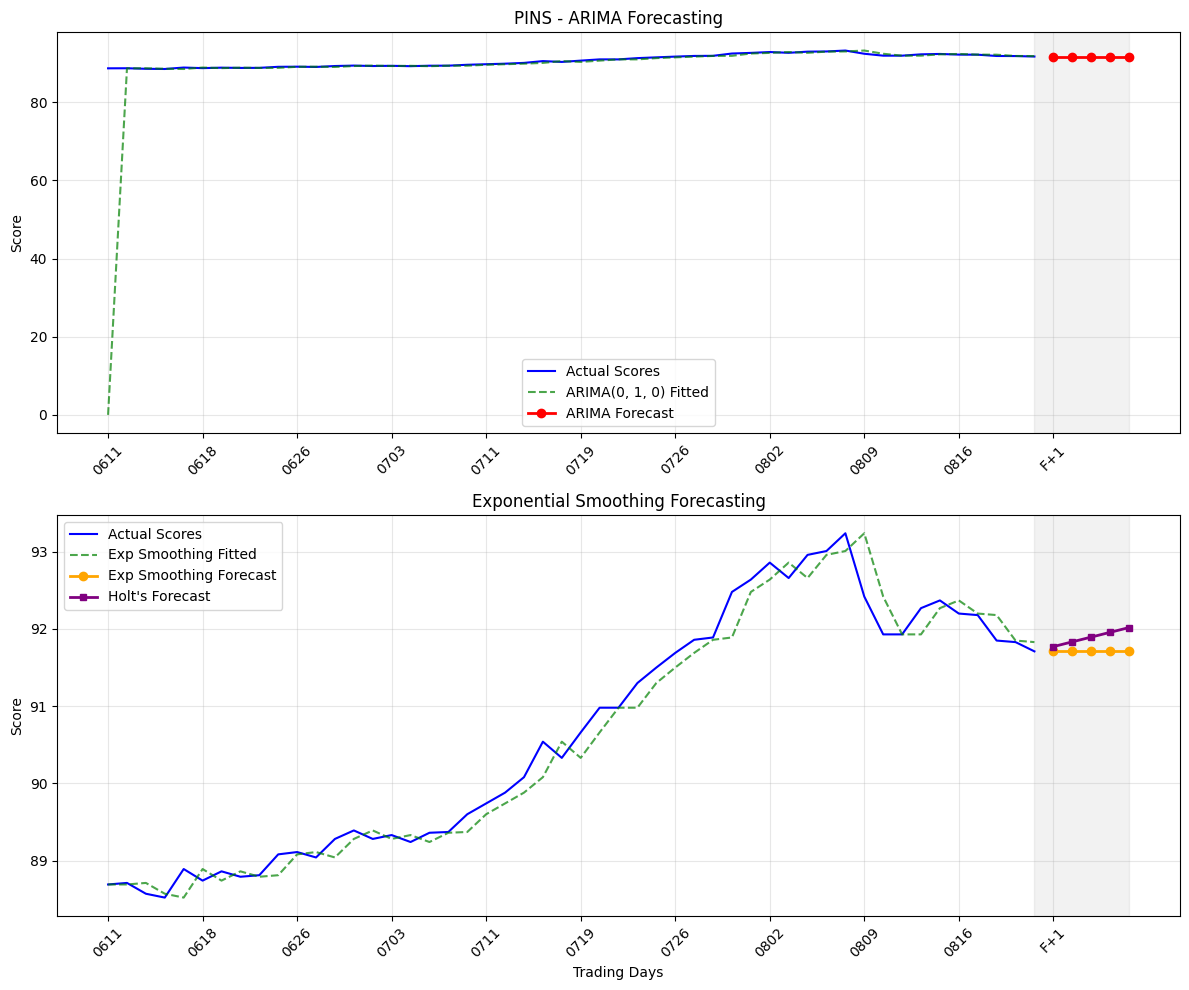 PINS - ARIMA Forecasting
Score
80
60
40
20
0
Actual Scores
ARIMA(0, 1, 0) Fitted
ARIMA Forecast
0611
0618
0626
0703
0711
0719
0726
0802
0809
0816
F+1
Exponential Smoothing Forecasting
Score
93
92
91
90
89
Actual Scores
Exp Smoothing Fitted
Exp Smoothing Forecast
Holt's Forecast
0611
0618
0626
0703
0711
0719
0726
0802
0809
0816
F+1
Trading Days